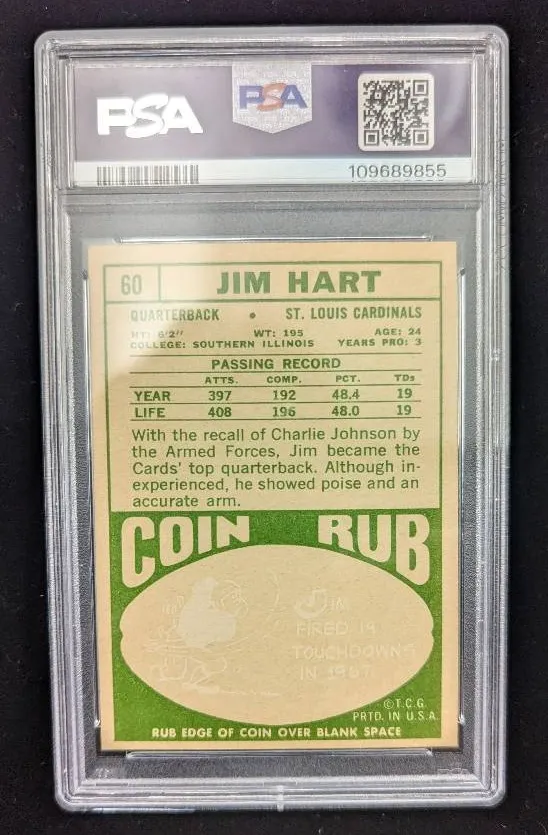 PSA
PSA
109689855
60 JIM HART
QUARTERBACK • ST. LOUIS CARDINALS
HT: 6'2" WT: 195 AGE: 24
COLLEGE: SOUTHERN ILLINOIS YEARS PRO: 3
PASSING RECORD
ATTS. COMP. PCT. TDs
YEAR 397 192 48.4 19
LIFE 408 196 48.0 19
With the recall of Charlie Johnson by
the Armed Forces, Jim became the
Cards' top quarterback. Although in-
experienced, he showed poise and an
accurate arm.
COIN RUB
JIM
FIRED 19
TOUCHDOWNS
IN 1967
©T.C.G.
PRTD. IN U.S.A.
RUB EDGE OF COIN OVER BLANK SPACE